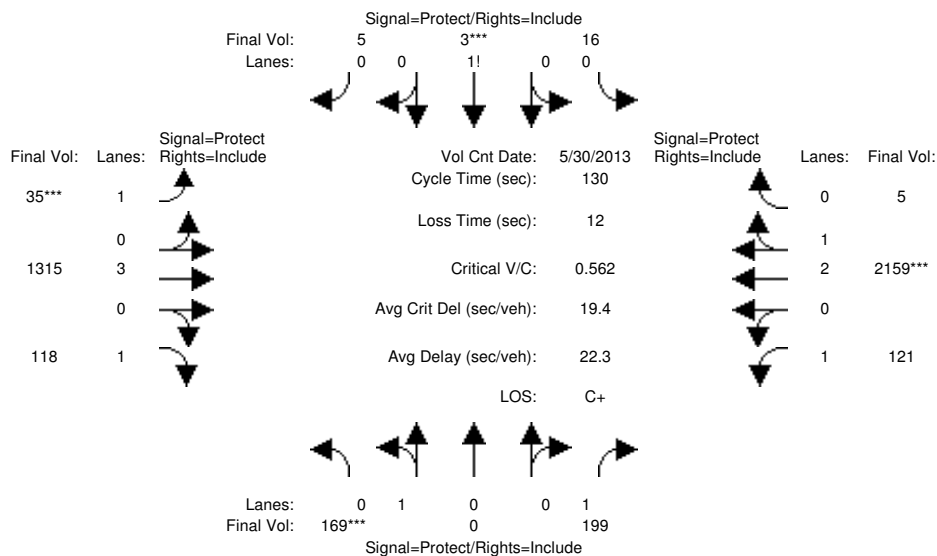 Signal=Protect/Rights=Include
Final Vol: 5 3*** 16
Lanes: 0 0 1! 0 0
Signal=Protect
Final Vol: Lanes: Rights=Include
Vol Cnt Date: 5/30/2013
Signal=Protect
Rights=Include Lanes: Final Vol:
Cycle Time (sec): 130
35*** 1
0 5
Loss Time (sec): 12
0
1
1315 3
Critical V/C: 0.562
2 2159***
0
Avg Crit Del (sec/veh): 19.4
0
118 1
Avg Delay (sec/veh): 22.3
1 121
LOS: C+
Lanes: 0 1 0 0 1
Final Vol: 169*** 0 199
Signal=Protect/Rights=Include